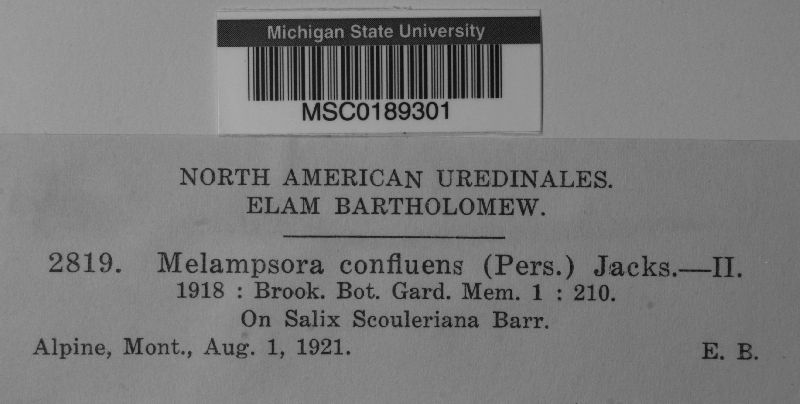 Michigan State University
MSC0189301
NORTH AMERICAN UREDINALES.
ELAM BARTHOLOMEW.
2819. Melampsora confluens (Pers.) Jacks.—II.
1918 : Brook. Bot. Gard. Mem. 1 : 210.
On Salix Scouleriana Barr.
Alpine, Mont., Aug. 1, 1921. E. B.